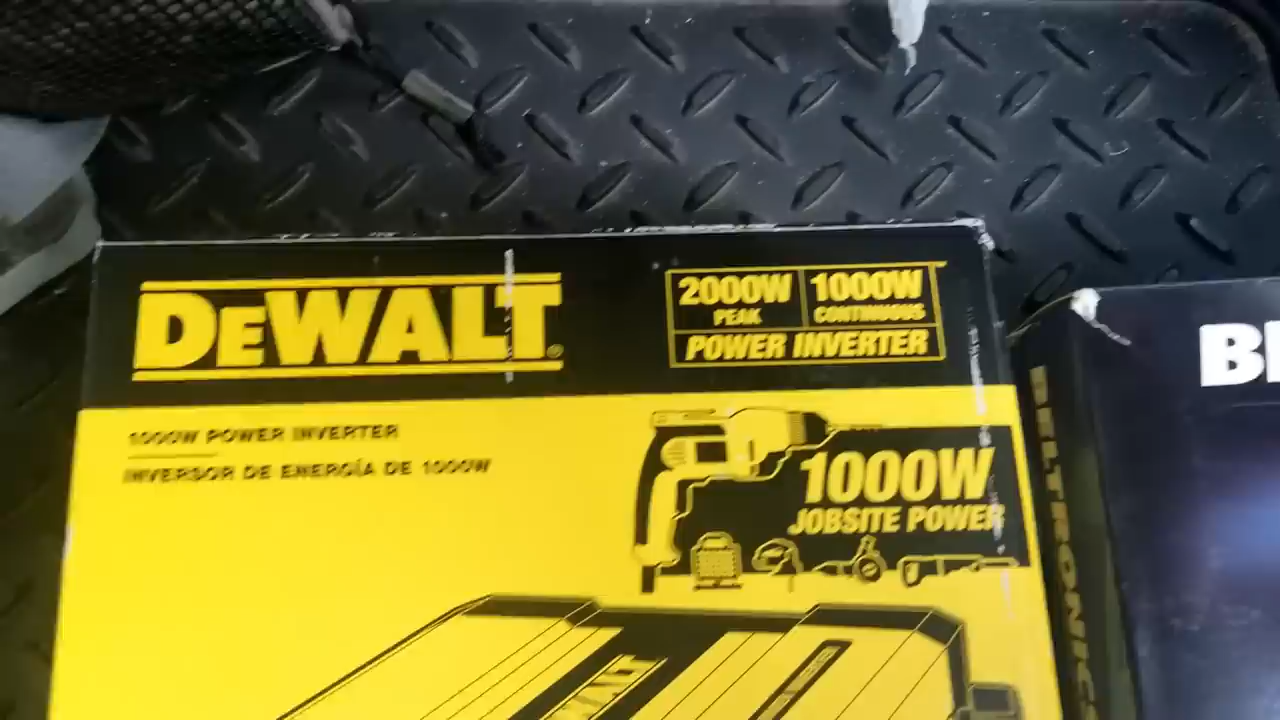 DEWALT®
2000W PEAK
1000W CONTINUOUS
POWER INVERTER
1000W POWER INVERTER
INVERSOR DE ENERGÍA DE 1000W
1000W
JOBSITE POWER
BELTRONICS